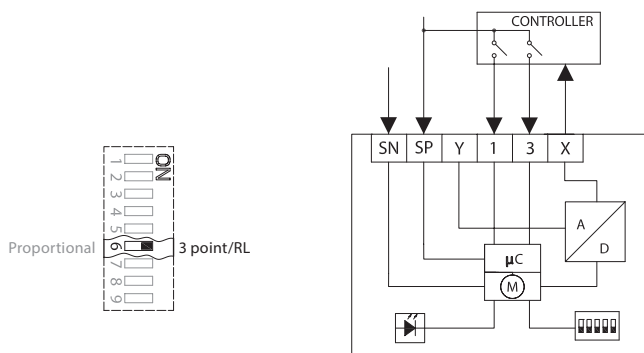 CONTROLLER
SN SP Y 1 3 X
1
2
3
4
5
6
7
8
9
ON
Proportional
3 point/RL
A
D
µC
M